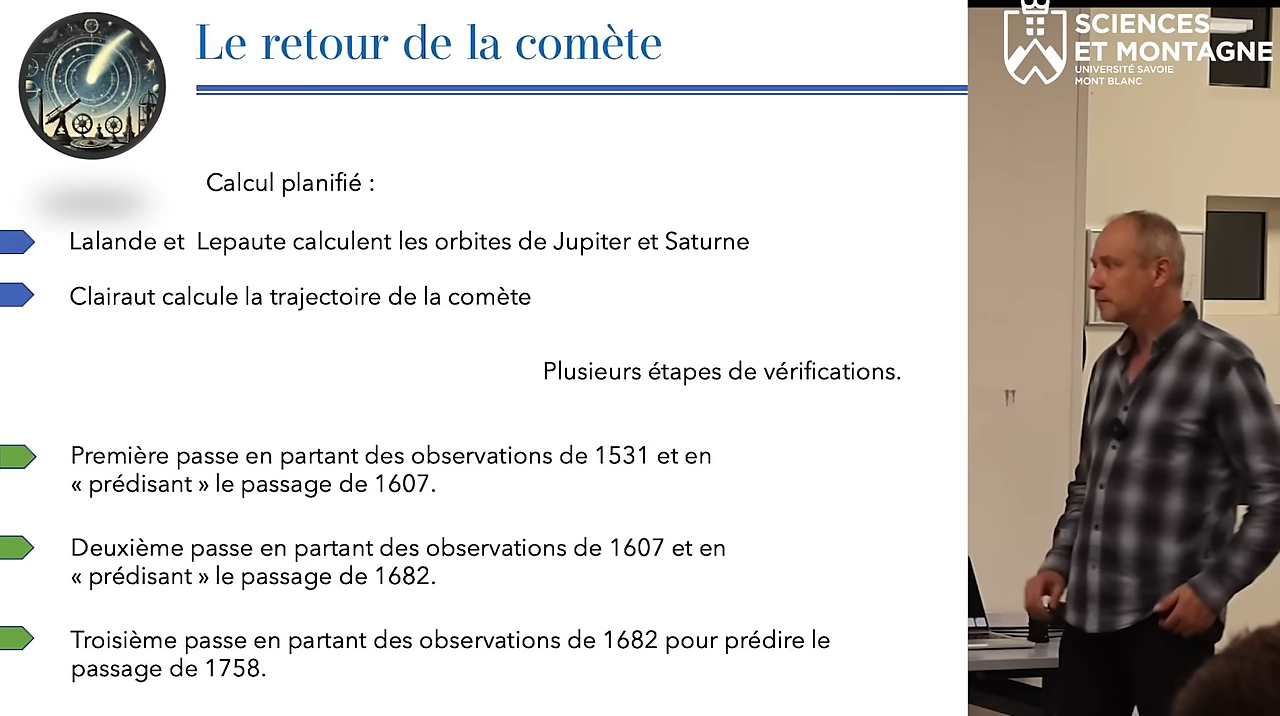 Le retour de la comète
SCIENCES
ET MONTAGNE
UNIVERSITÉ SAVOIE
MONT BLANC
Calcul planifié :
Lalande et Lepaute calculent les orbites de Jupiter et Saturne
Clairaut calcule la trajectoire de la comète
Plusieurs étapes de vérifications.
Première passe en partant des observations de 1531 et en
« prédisant » le passage de 1607.
Deuxième passe en partant des observations de 1607 et en
« prédisant » le passage de 1682.
Troisième passe en partant des observations de 1682 pour prédire le
passage de 1758.